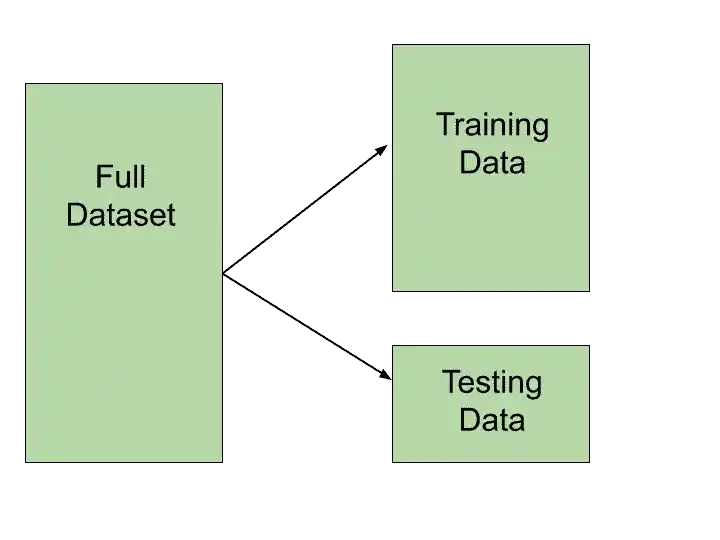 Full
Dataset
Training
Data
Testing
Data